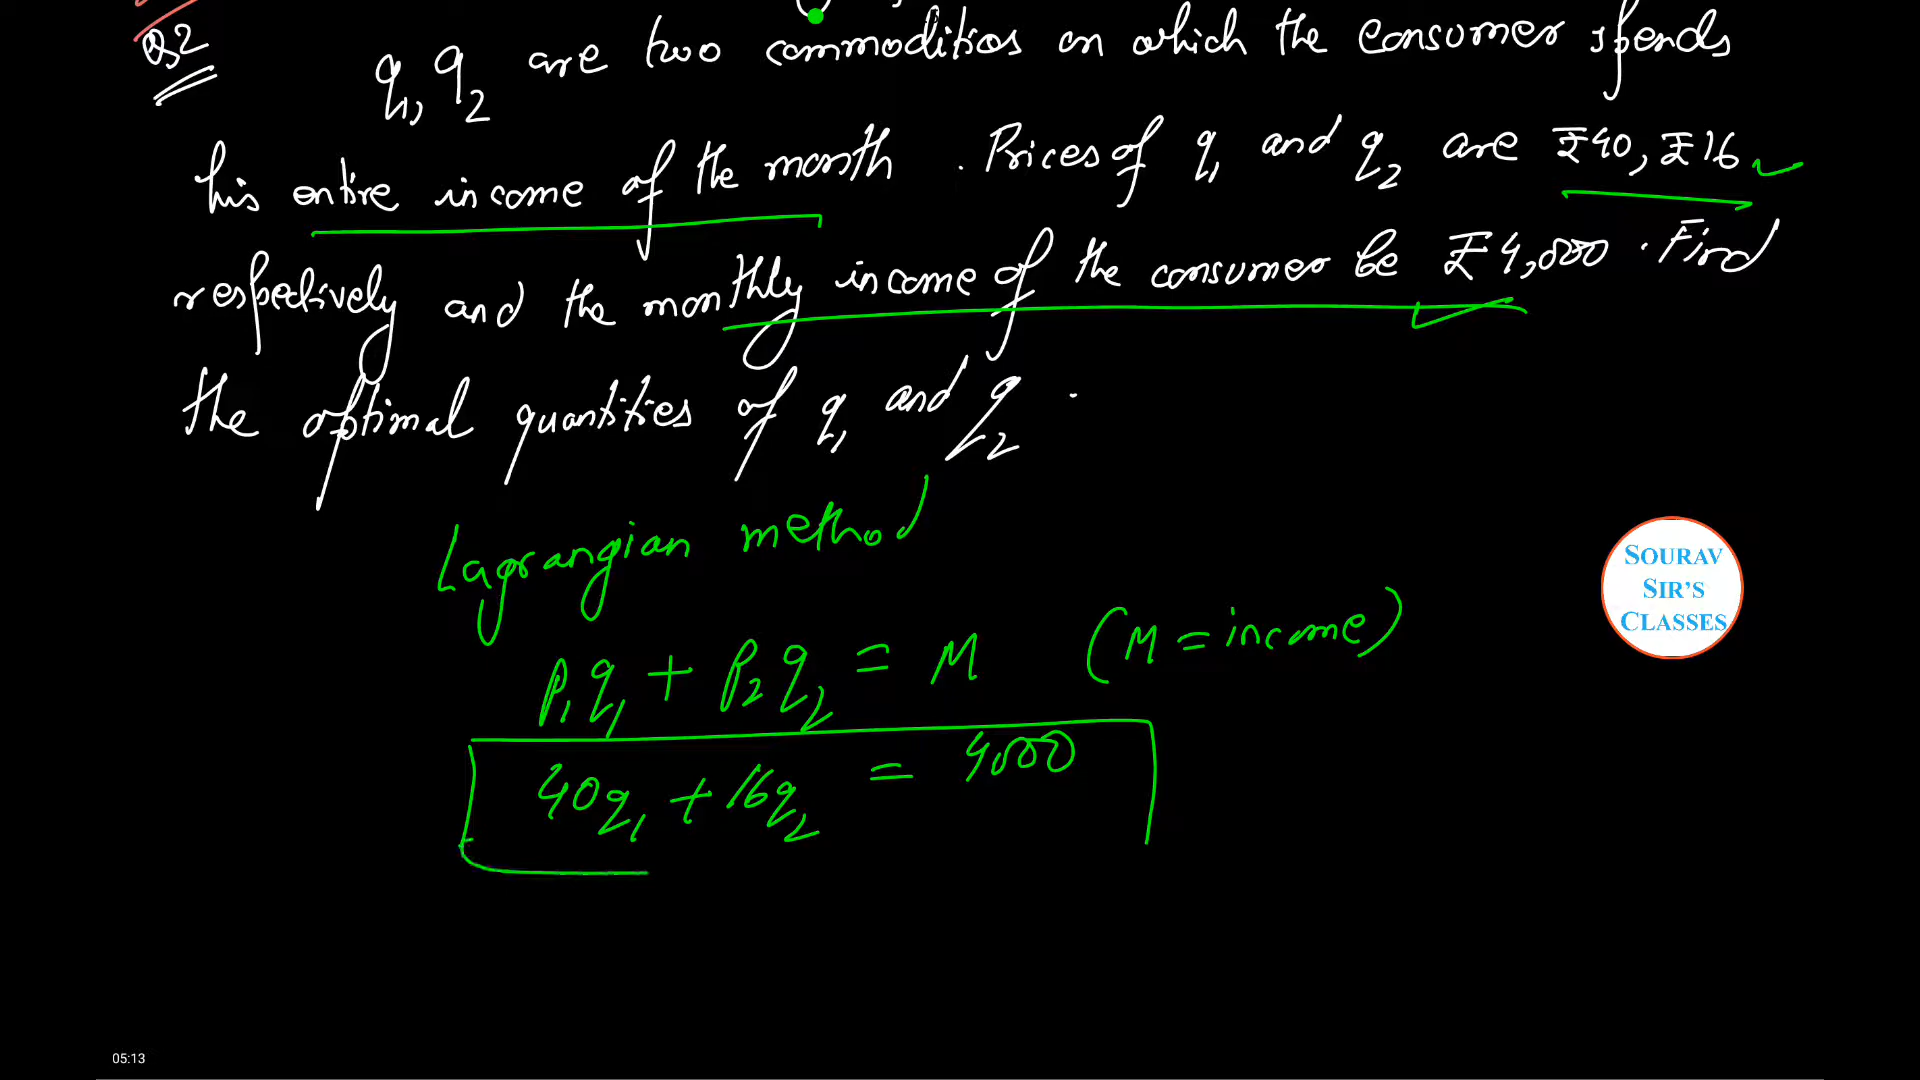 Q2 q1, q2 are two commodities on which the consumer spends
his entire income of the month. Prices of q1 and q2 are ₹40, ₹16
respectively and the monthly income of the consumer be ₹4,000. Find
the optimal quantities of q1 and q2.
Lagrangian method
P1q1 + P2q2 = M (M = income)
40q1 + 16q2 = 4000
SOURAV
SIR'S
CLASSES
05:13